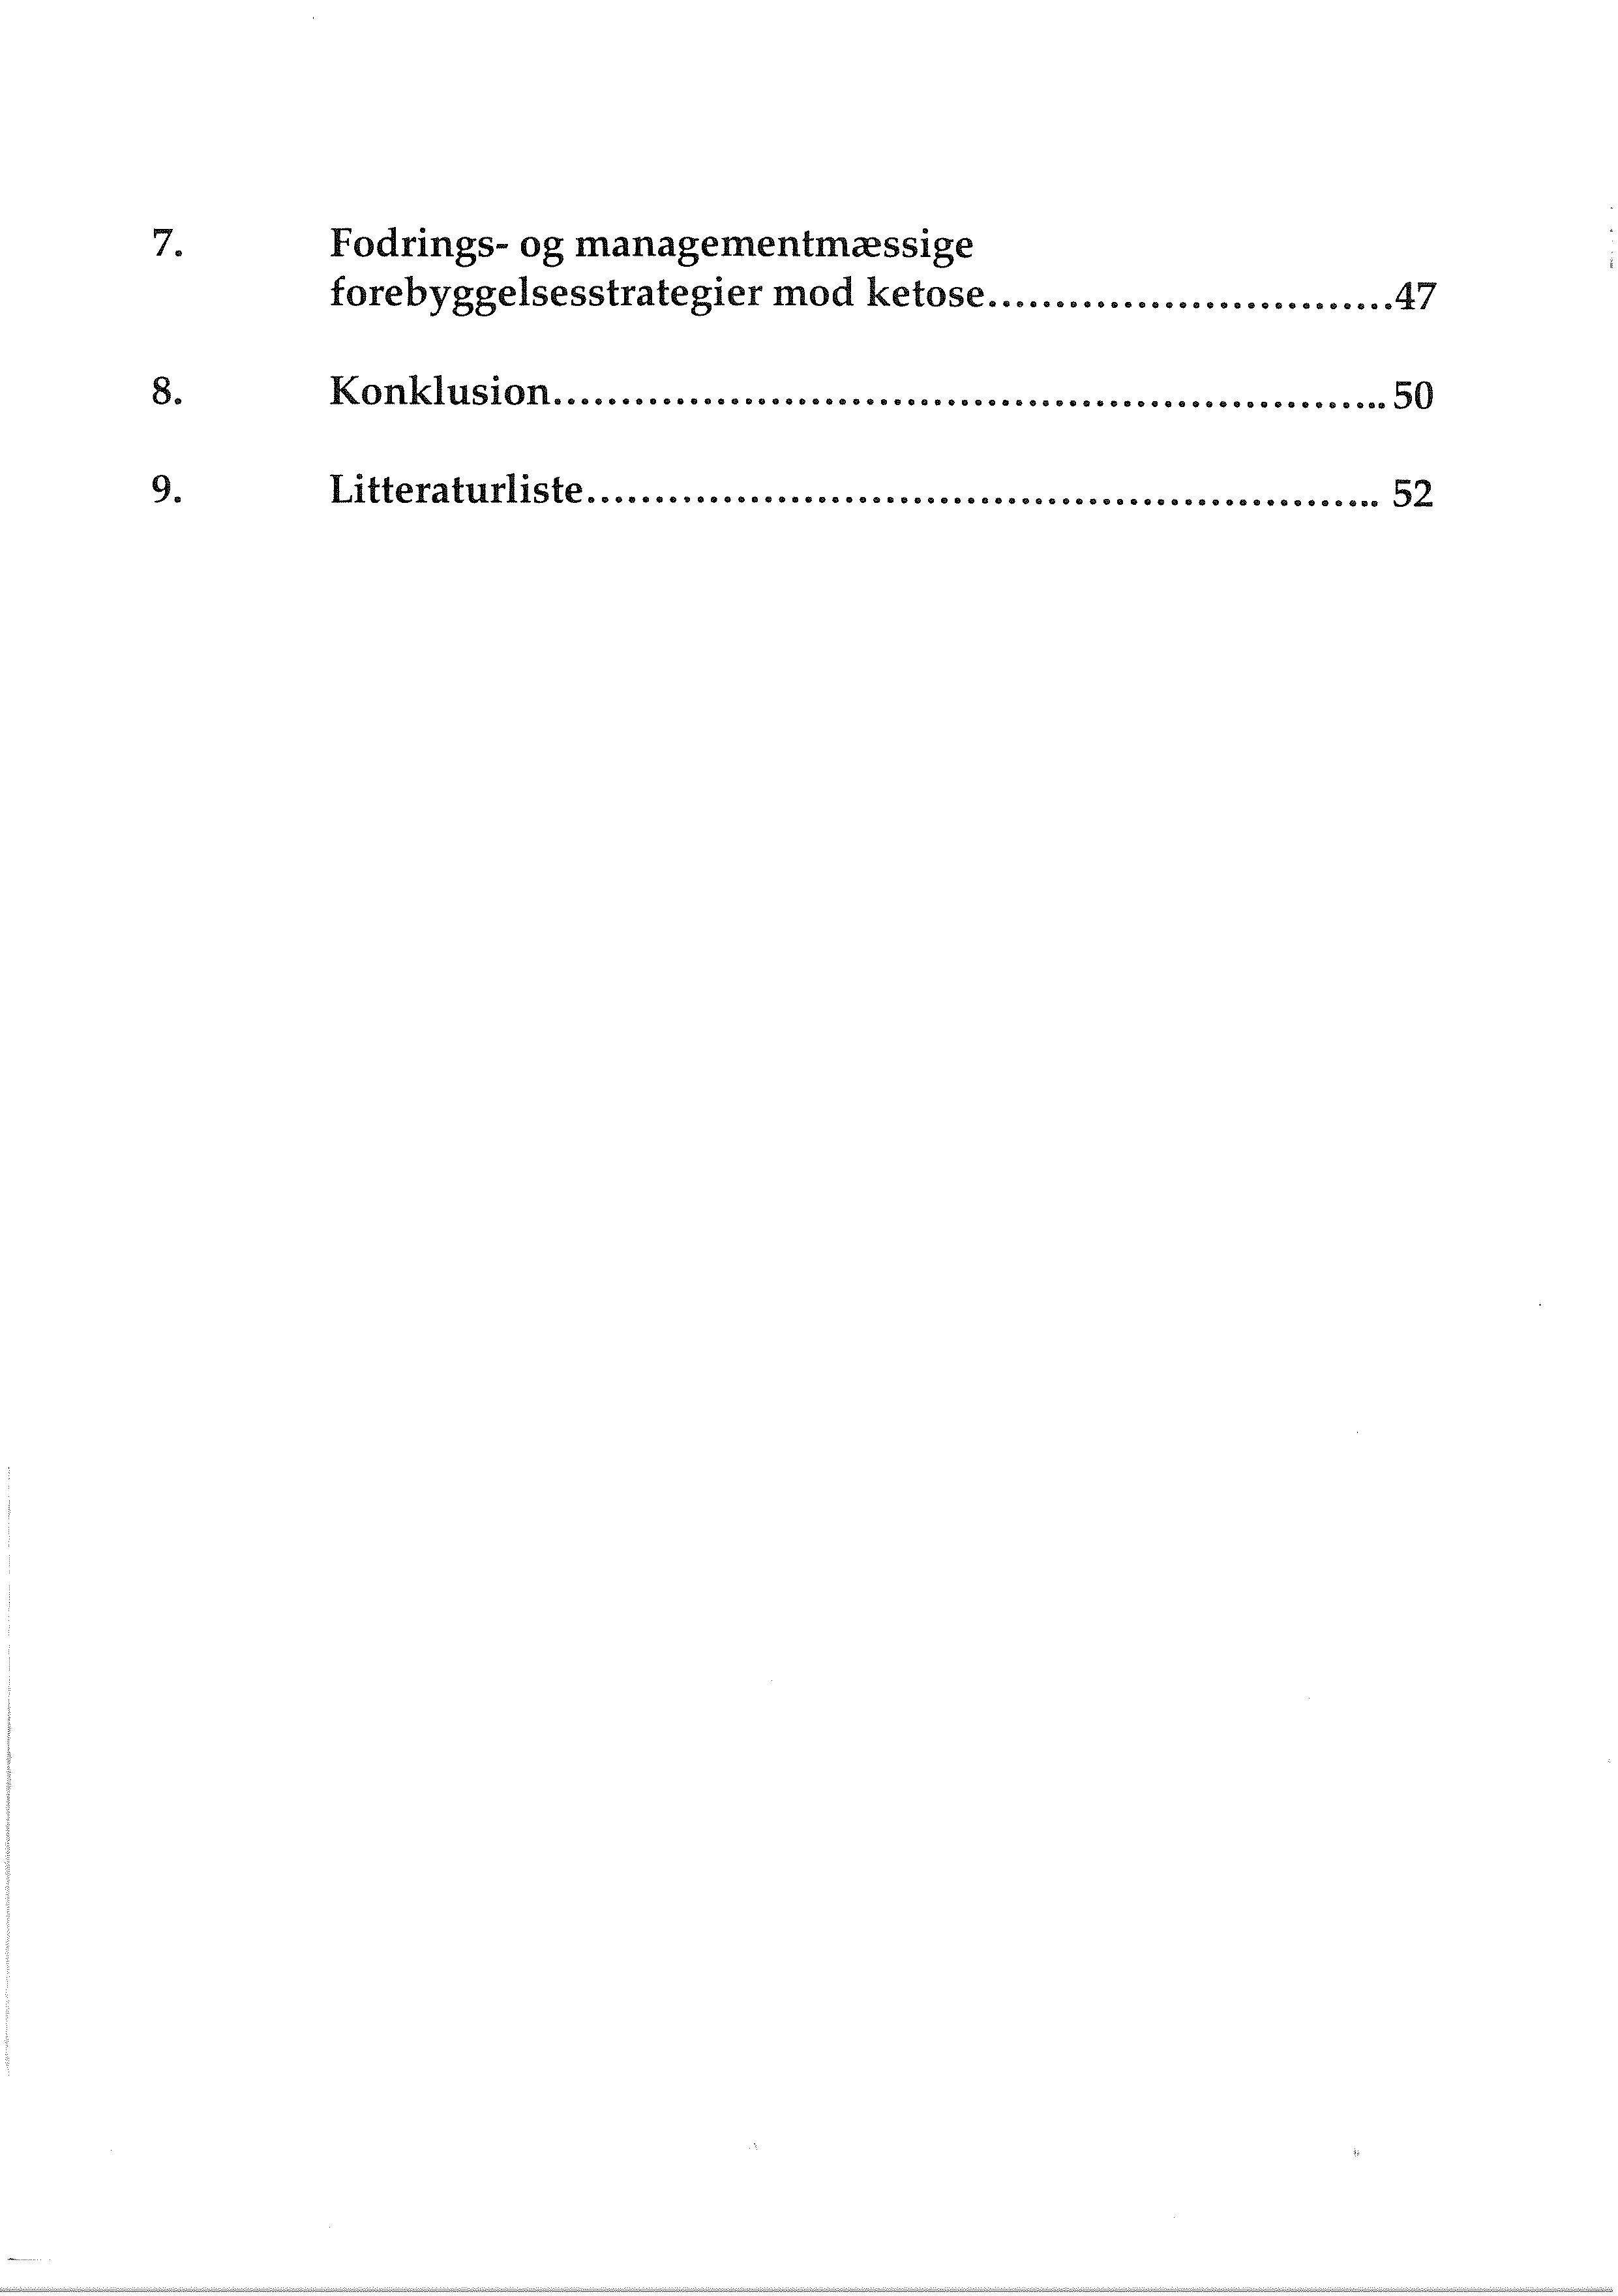 7. Fodrings- og managementmæssige
forebyggelsesstrategier mod ketose..............................47
8. Konklusion..............................................................50
9. Litteraturliste........................................................... 52